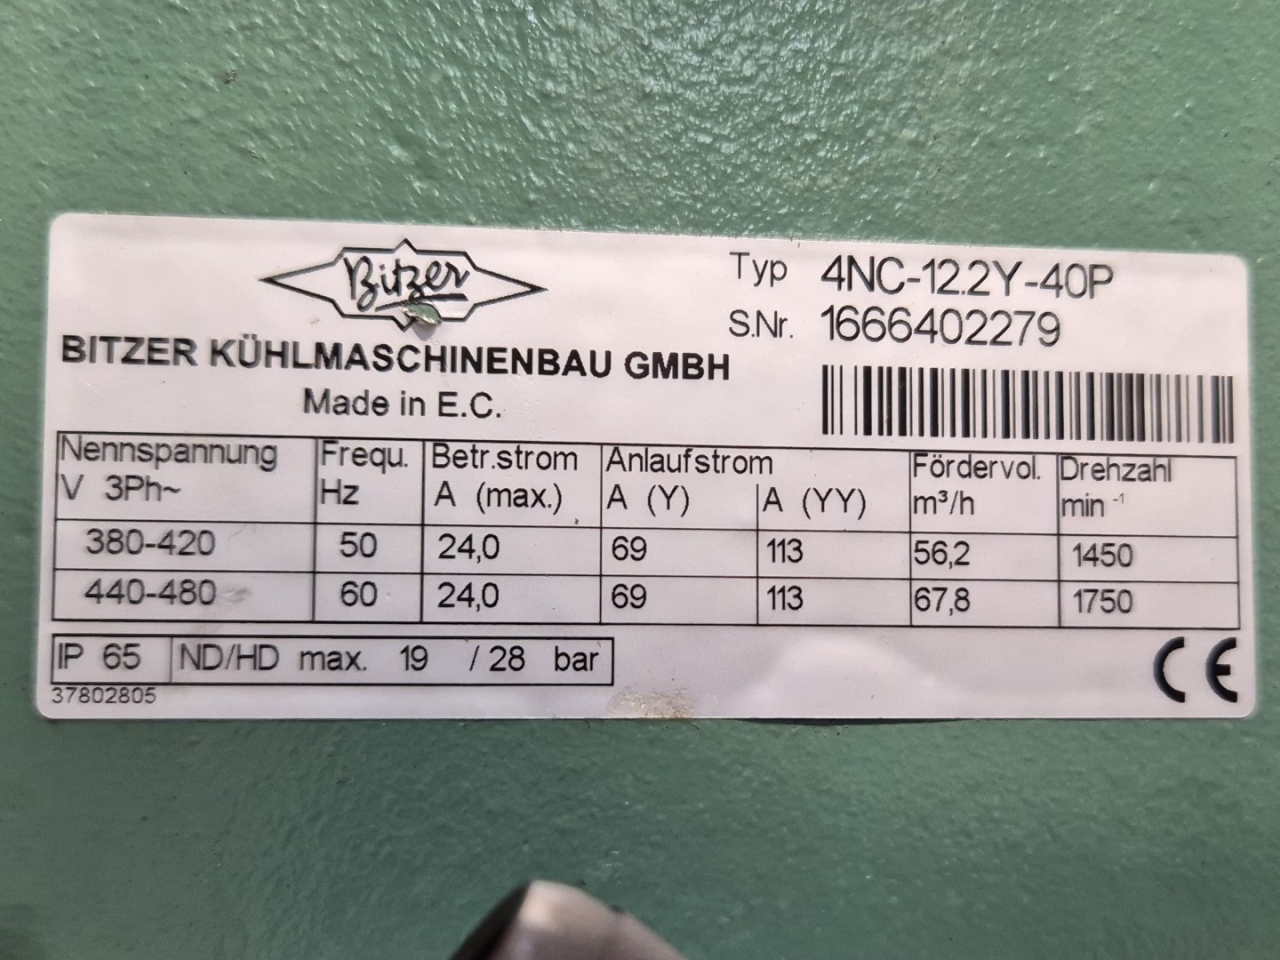 Bitzer
BITZER KÜHLMASCHINENBAU GMBH
Made in E.C.
Typ 4NC-12.2Y-40P
S.Nr. 1666402279
Nennspannung V 3Ph~ Frequ. Hz Betr.strom A (max.) Anlaufstrom A (Y) A (YY) Fördervol. m³/h Drehzahl min -1
380-420 50 24,0 69 113 56,2 1450
440-480 60 24,0 69 113 67,8 1750
IP 65 ND/HD max. 19 / 28 bar
37802805
CE